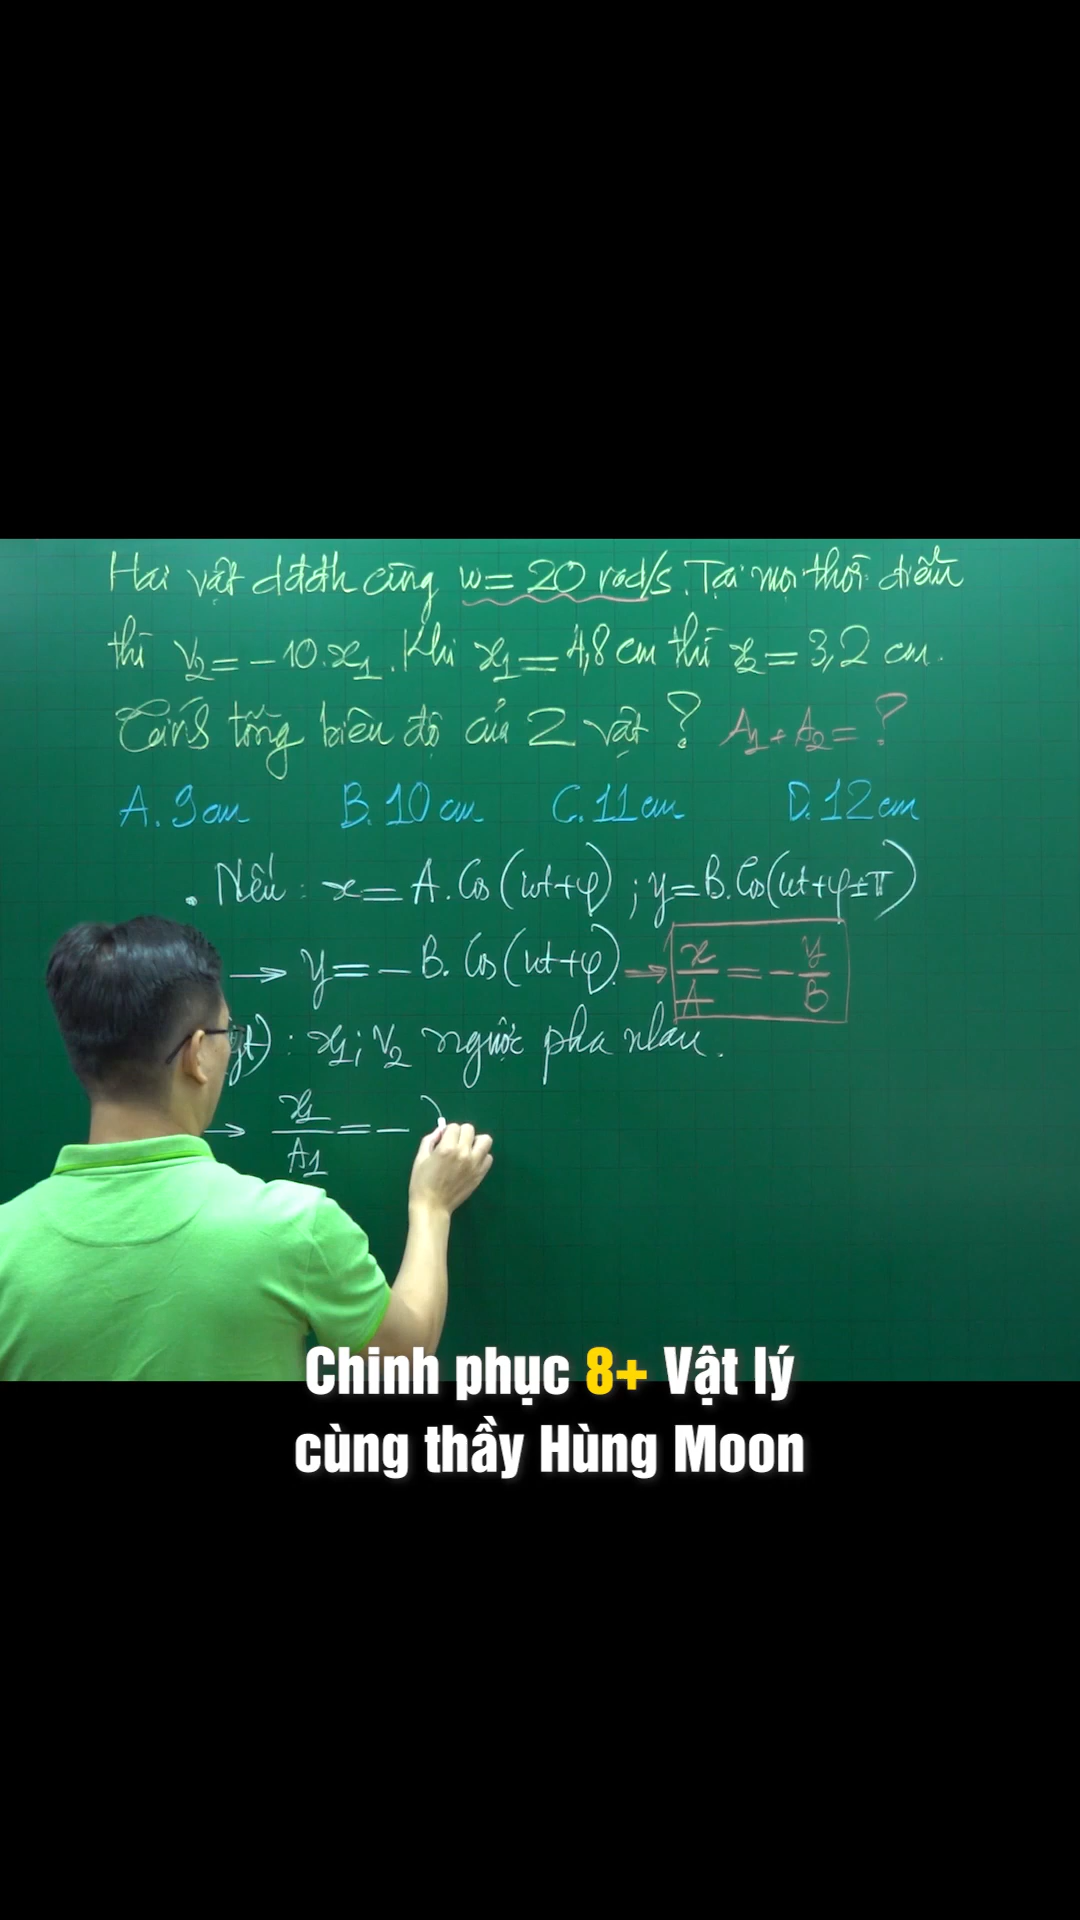 Hai vật dđđh cùng ω = 20 rad/s. Tại mọi thời điểm
thì v₂ = -10.x₁. Khi x₁ = 4,8 cm thì x₂ = 3,2 cm.
Tính tổng biên độ của 2 vật ? A₁ + A₂ = ?
A. 9 cm B. 10 cm C. 11 cm D. 12 cm
. Nếu : x = A.Cos(ωt+φ) ; y = B.Cos(ωt+φ±π)
→ y = -B.Cos(ωt+φ). → x/A = -y/B
) : x₁ ; v₂ ngược pha nhau.
→ x₁/A₁ = -
Chinh phục 8+ Vật lý
cùng thầy Hùng Moon